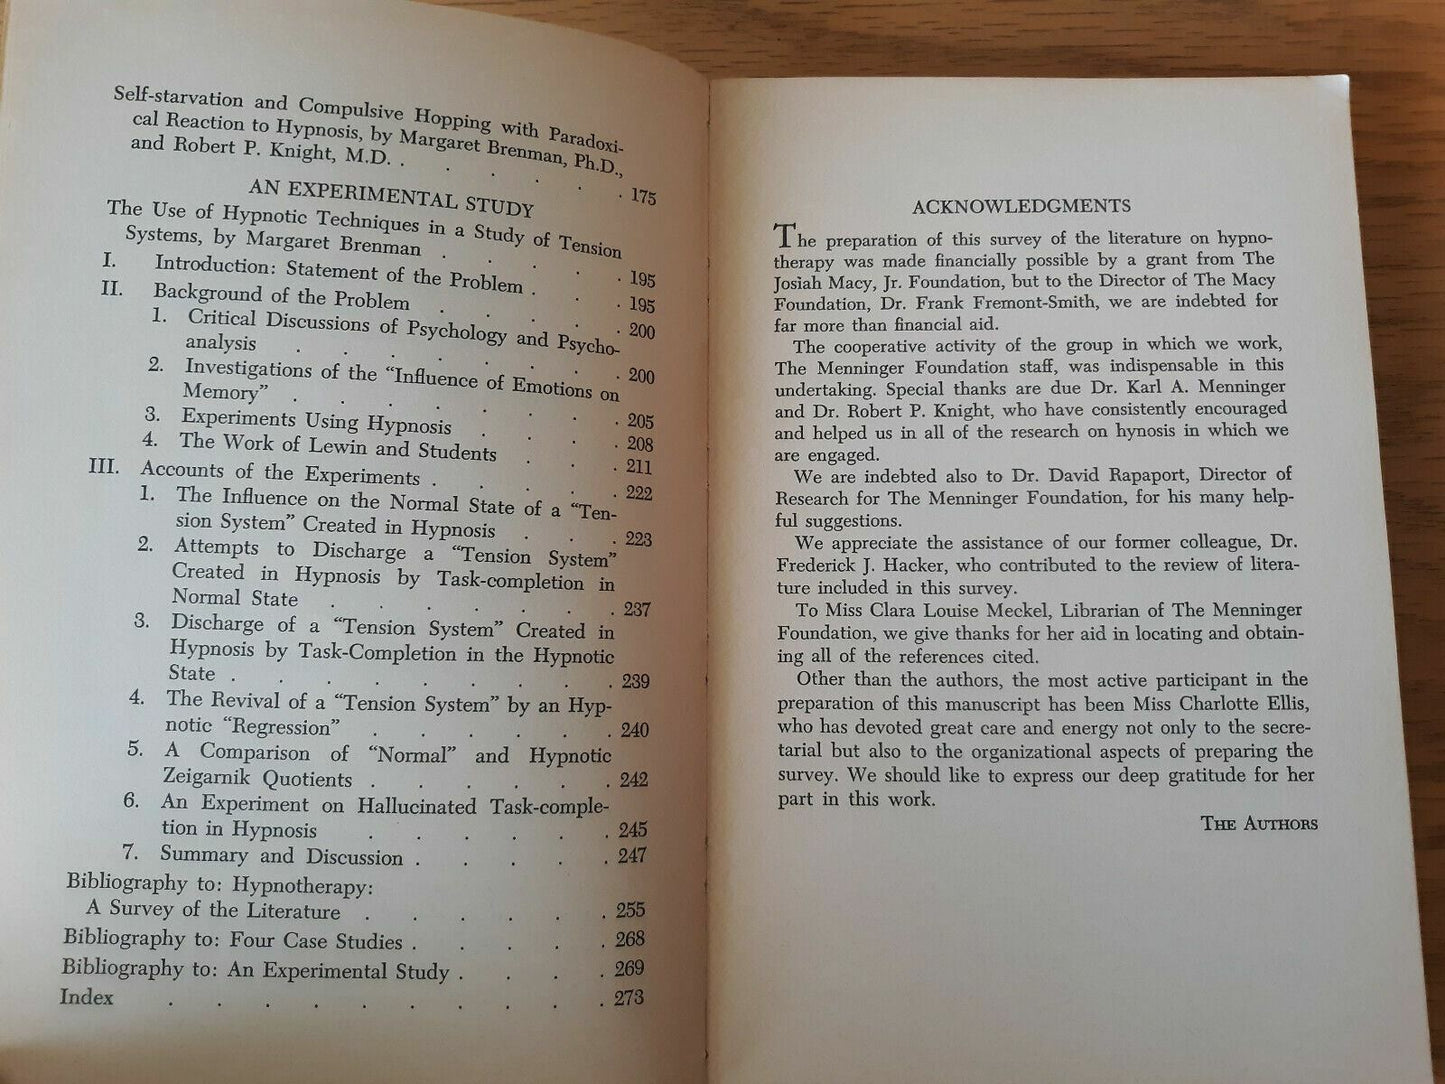 Self-starvation and Compulsive Hopping with Paradoxi-
cal Reaction to Hypnosis, by Margaret Brenman, Ph.D.,
and Robert P. Knight, M.D. . . . . . . 175
AN EXPERIMENTAL STUDY
The Use of Hypnotic Techniques in a Study of Tension
Systems, by Margaret Brenman . . . . . 195
I. Introduction: Statement of the Problem . . . 195
II. Background of the Problem . . . . . 200
1. Critical Discussions of Psychology and Psycho-
analysis . . . . . . . . 200
2. Investigations of the "Influence of Emotions on
Memory" . . . . . . . . 205
3. Experiments Using Hypnosis . . . . 208
4. The Work of Lewin and Students . . . 211
III. Accounts of the Experiments . . . . . 222
1. The Influence on the Normal State of a "Ten-
sion System" Created in Hypnosis . . . 223
2. Attempts to Discharge a "Tension System"
Created in Hypnosis by Task-completion in
Normal State . . . . . . . 237
3. Discharge of a "Tension System" Created in
Hypnosis by Task-Completion in the Hypnotic
State . . . . . . . . . 239
4. The Revival of a "Tension System" by an Hyp-
notic "Regression" . . . . . . 240
5. A Comparison of "Normal" and Hypnotic
Zeigarnik Quotients . . . . . . 242
6. An Experiment on Hallucinated Task-comple-
tion in Hypnosis . . . . . . 245
7. Summary and Discussion . . . . . 247
Bibliography to: Hypnotherapy:
A Survey of the Literature . . . . . . 255
Bibliography to: Four Case Studies . . . . . 268
Bibliography to: An Experimental Study . . . . 269
Index . . . . . . . . . . 273
ACKNOWLEDGMENTS
The preparation of this survey of the literature on hypno-
therapy was made financially possible by a grant from The
Josiah Macy, Jr. Foundation, but to the Director of The Macy
Foundation, Dr. Frank Fremont-Smith, we are indebted for
far more than financial aid.
The cooperative activity of the group in which we work,
The Menninger Foundation staff, was indispensable in this
undertaking. Special thanks are due Dr. Karl A. Menninger
and Dr. Robert P. Knight, who have consistently encouraged
and helped us in all of the research on hynosis in which we
are engaged.
We are indebted also to Dr. David Rapaport, Director of
Research for The Menninger Foundation, for his many help-
ful suggestions.
We appreciate the assistance of our former colleague, Dr.
Frederick J. Hacker, who contributed to the review of litera-
ture included in this survey.
To Miss Clara Louise Meckel, Librarian of The Menninger
Foundation, we give thanks for her aid in locating and obtain-
ing all of the references cited.
Other than the authors, the most active participant in the
preparation of this manuscript has been Miss Charlotte Ellis,
who has devoted great care and energy not only to the secre-
tarial but also to the organizational aspects of preparing the
survey. We should like to express our deep gratitude for her
part in this work.
THE AUTHORS